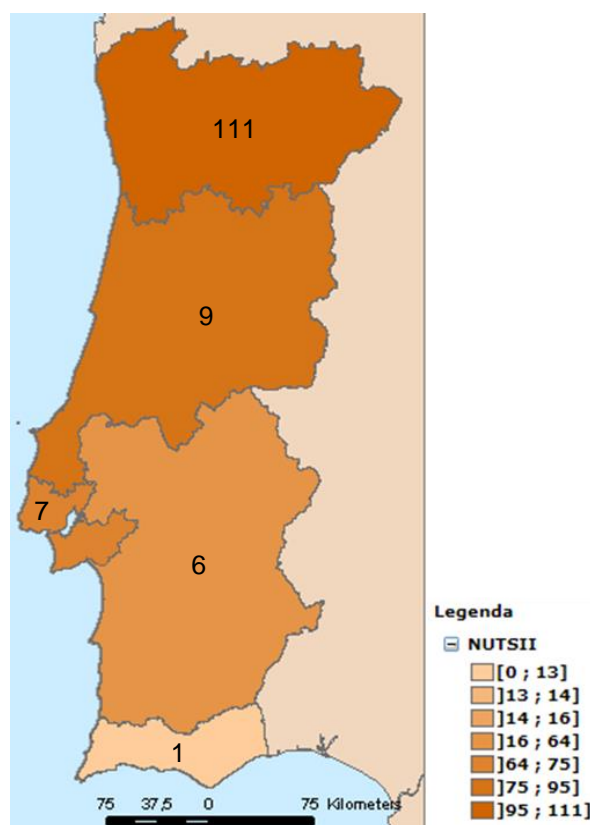 111
9
7
6
1
75 37,5 0 75 Kilometers
Legenda
NUTSII
[0 ; 13]
]13 ; 14]
]14 ; 16]
]16 ; 64]
]64 ; 75]
]75 ; 95]
]95 ; 111]